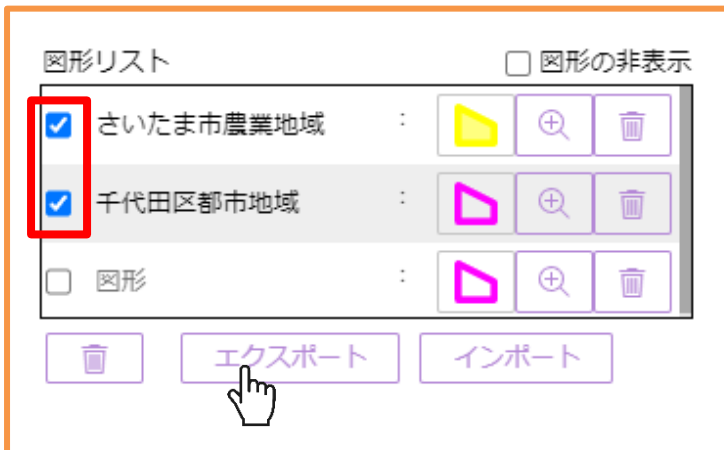 図形リスト
図形の非表示
さいたま市農業地域 :
千代田区都市地域 :
図形 :
エクスポート
インポート